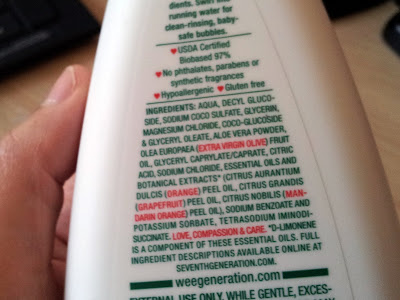 dients. Swirl
running water for
clean-rinsing, baby-
safe bubbles.
♥USDA Certified
Biobased 97%
♥No phthalates, parabens or
synthetic fragrances
♥Hypoallergenic ♥Gluten free
INGREDIENTS: AQUA, DECYL GLUCO-
SIDE, SODIUM COCO SULFATE, GLYCERIN,
MAGNESIUM CHLORIDE, COCO-GLUCOSIDE
& GLYCERYL OLEATE, ALOE VERA POWDER,
OLEA EUROPAEA (EXTRA VIRGIN OLIVE) FRUIT
OIL, GLYCERYL CAPRYLATE/CAPRATE, CITRIC
ACID, SODIUM CHLORIDE, ESSENTIAL OILS AND
BOTANICAL EXTRACTS* (CITRUS AURANTIUM
DULCIS (ORANGE) PEEL OIL, CITRUS GRANDIS
(GRAPEFRUIT) PEEL OIL, CITRUS NOBILIS (MAN-
DARIN ORANGE) PEEL OIL), SODIUM BENZOATE AND
POTASSIUM SORBATE, TETRASODIUM IMINODI-
SUCCINATE. LOVE, COMPASSION & CARE. *D-LIMONENE
IS A COMPONENT OF THESE ESSENTIAL OILS. FULL
INGREDIENT DESCRIPTIONS AVAILABLE ONLINE AT
SEVENTHGENERATION.COM.
weegeneration.com
EXTERNAL USE ONLY. WHILE GENTLE, EXCES-